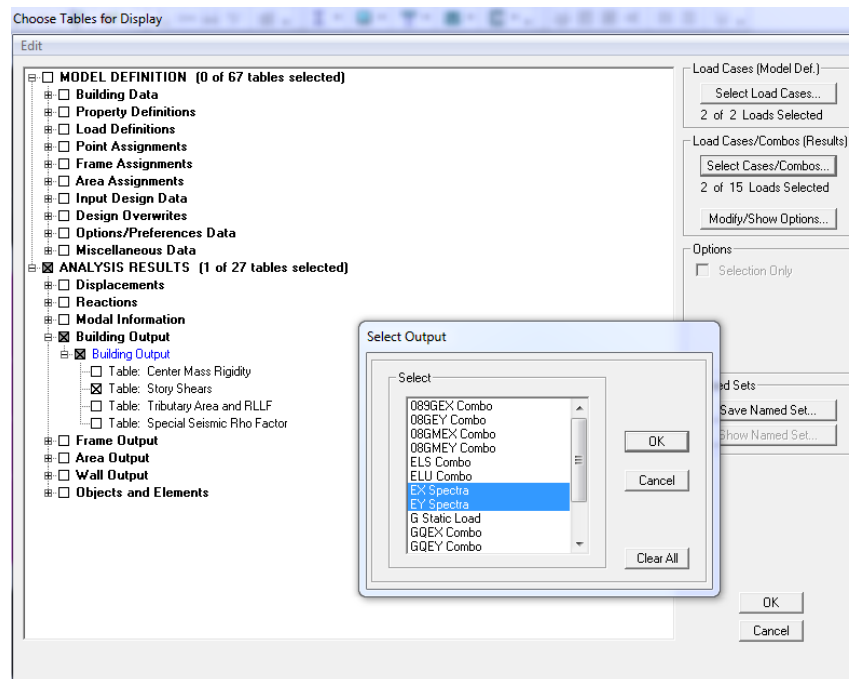 Choose Tables for Display
Edit
MODEL DEFINITION (0 of 67 tables selected)
Building Data
Property Definitions
Load Definitions
Point Assignments
Frame Assignments
Area Assignments
Input Design Data
Design Overwrites
Options/Preferences Data
Miscellaneous Data
ANALYSIS RESULTS (1 of 27 tables selected)
Displacements
Reactions
Modal Information
Building Output
Building Output
Table: Center Mass Rigidity
Table: Story Shears
Table: Tributary Area and RLLF
Table: Special Seismic Rho Factor
Frame Output
Area Output
Wall Output
Objects and Elements
Load Cases (Model Def.)
Select Load Cases...
2 of 2 Loads Selected
Load Cases/Combos (Results)
Select Cases/Combos...
2 of 15 Loads Selected
Modify/Show Options...
Options
Selection Only
ed Sets
Save Named Set...
Show Named Set...
OK
Cancel
Select Output
Select
089GEX Combo
08GEY Combo
08GMEX Combo
08GMEY Combo
ELS Combo
ELU Combo
EX Spectra
EY Spectra
G Static Load
GQEX Combo
GQEY Combo
OK
Cancel
Clear All